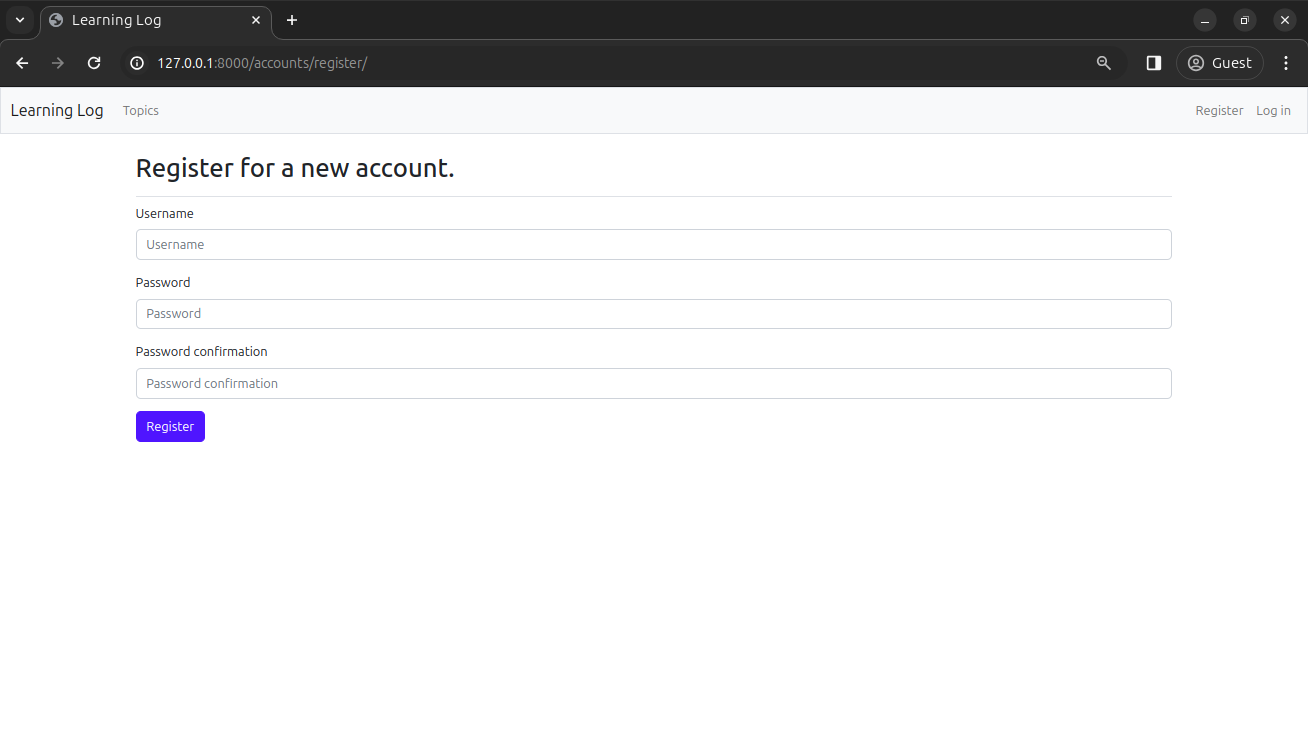 Learning Log
127.0.0.1:8000/accounts/register/
Guest
Learning Log Topics Register Log in
Register for a new account.
Username
Username
Password
Password
Password confirmation
Password confirmation
Register